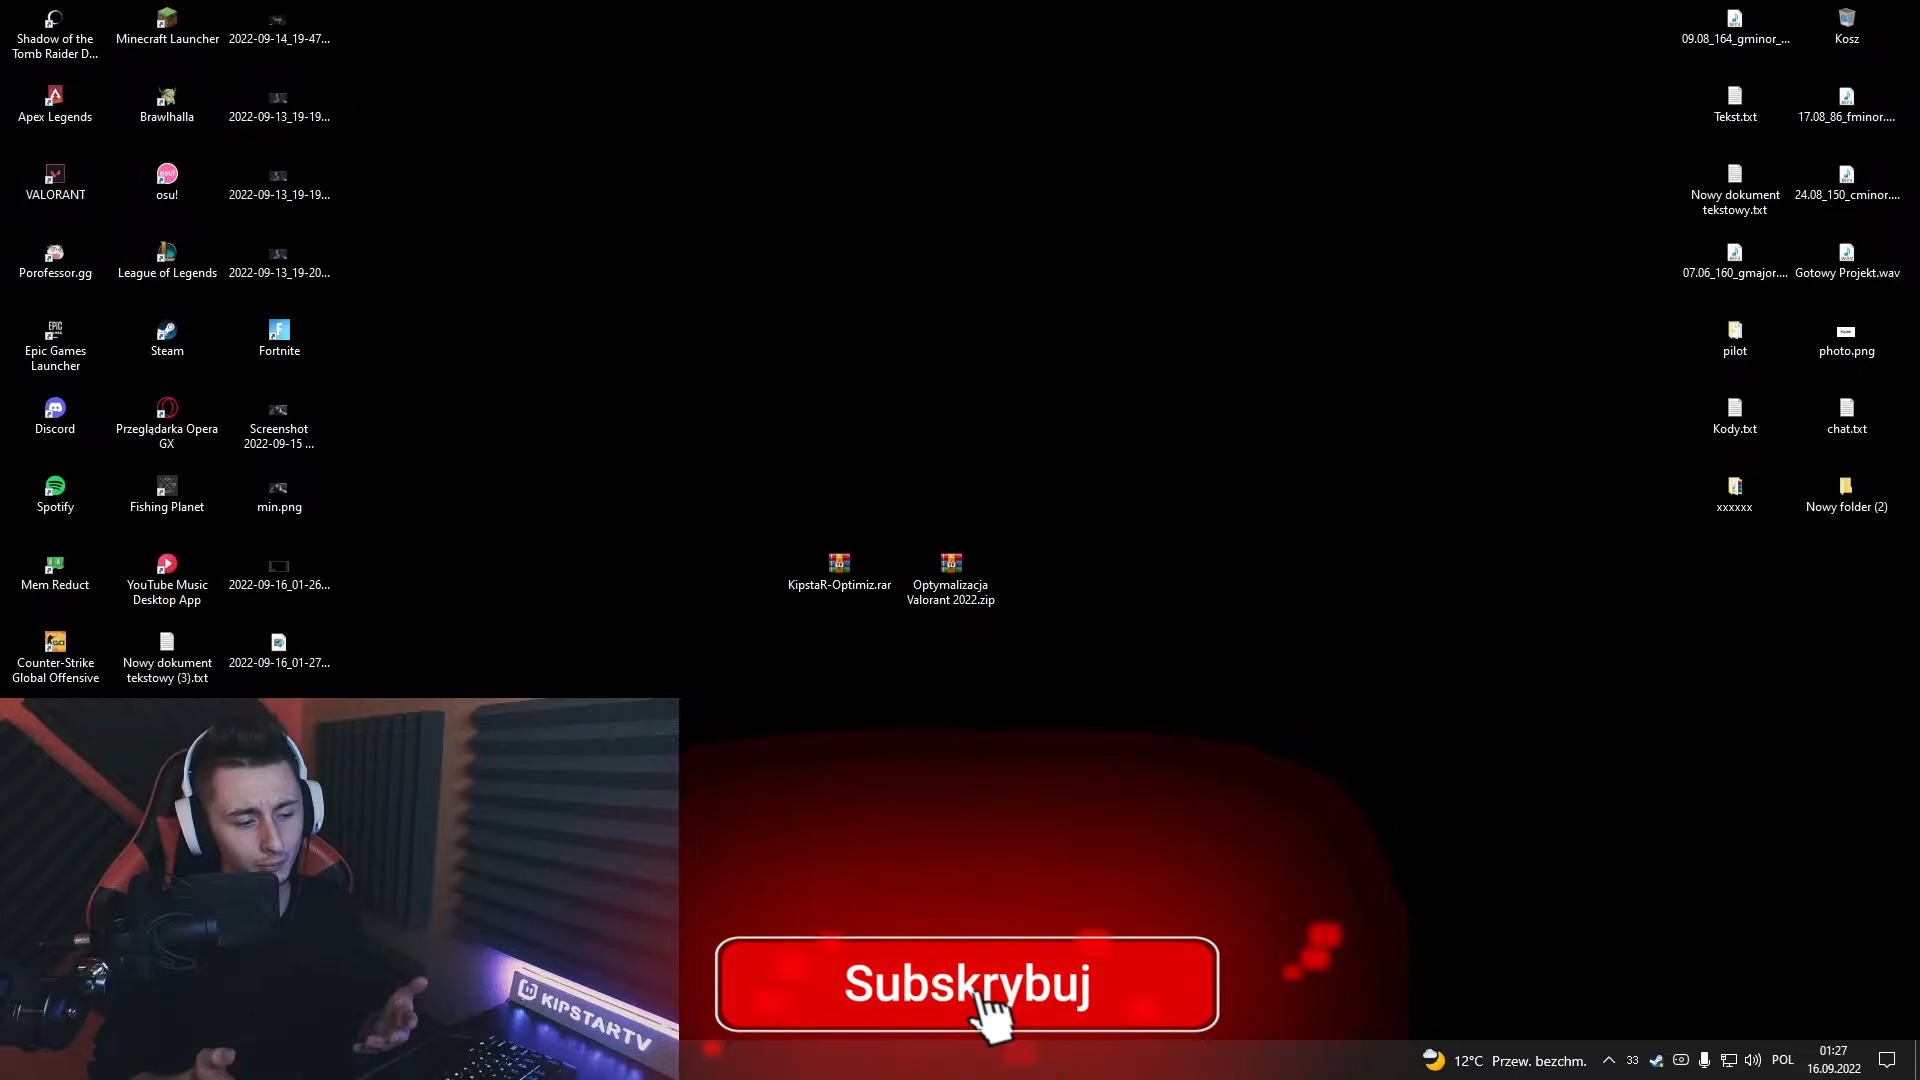 Shadow of the
Tomb Raider D...
Minecraft Launcher
2022-09-14_19-47...
09.08_164_gminor_...
Kosz
Apex Legends
Brawlhalla
2022-09-13_19-19...
Tekst.txt
17.08_86_fminor....
VALORANT
osu!
osu!
2022-09-13_19-19...
Nowy dokument
tekstowy.txt
24.08_150_cminor....
Porofessor.gg
League of Legends
2022-09-13_19-20...
07.06_160_gmajor....
Gotowy Projekt.wav
EPIC
Epic Games
Launcher
Steam
Fortnite
pilot
photo.png
Discord
Przeglądarka Opera
GX
Screenshot
2022-09-15 ...
Kody.txt
chat.txt
Spotify
Fishing Planet
min.png
xxxxxx
Nowy folder (2)
Mem Reduct
YouTube Music
Desktop App
2022-09-16_01-26...
KipstaR-Optimiz.rar
Optymalizacja
Valorant 2022.zip
Counter-Strike
Global Offensive
Nowy dokument
tekstowy (3).txt
2022-09-16_01-27...
KIPSTARTV
Subskrybuj
12°C Przew. bezchm.
33
POL
01:27
16.09.2022